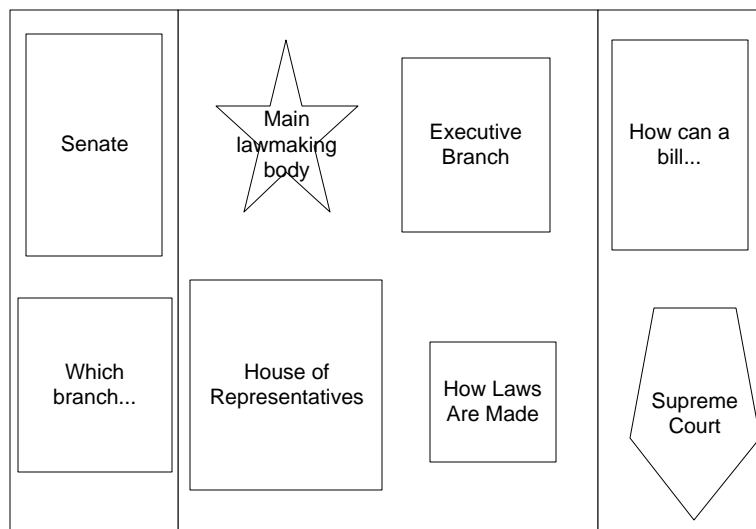 Senate
Main
lawmaking
body
Executive
Branch
How can a
bill...
Which
branch...
House of
Representatives
How Laws
Are Made
Supreme
Court